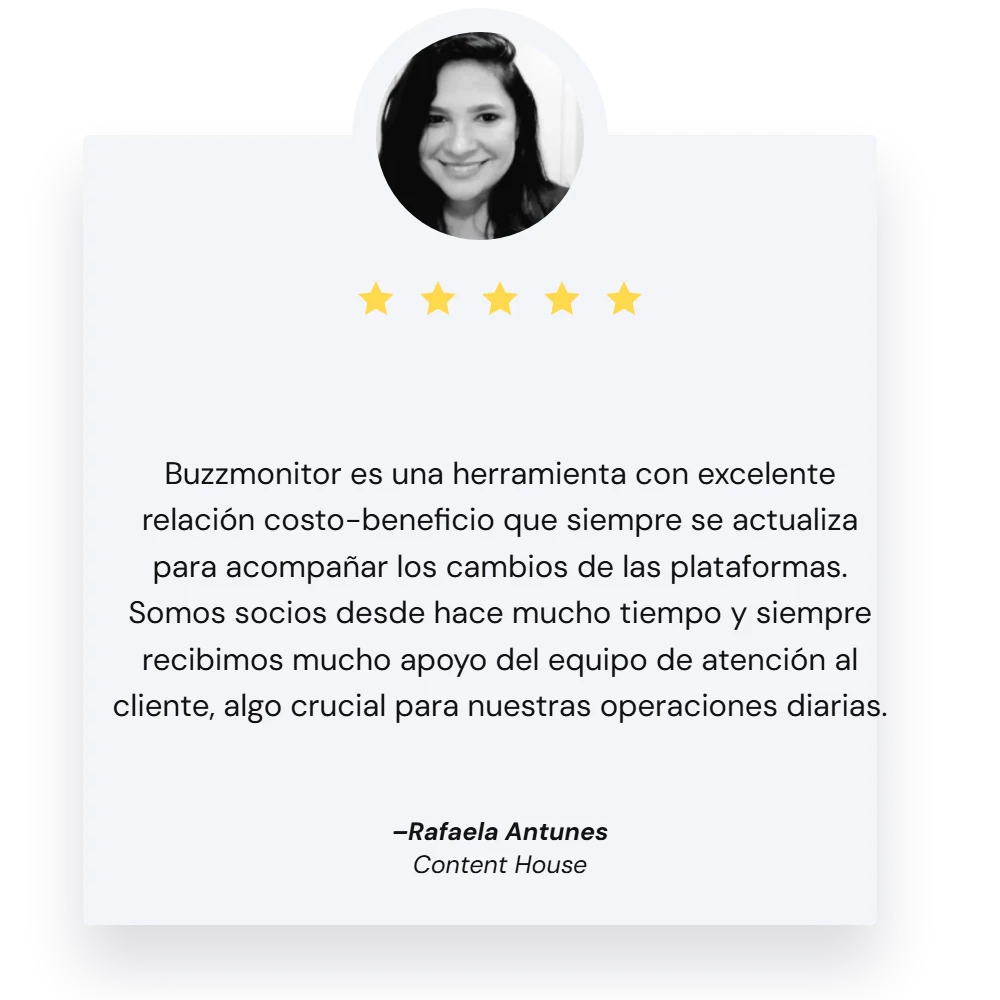 Buzzmonitor es una herramienta con excelente
relación costo-beneficio que siempre se actualiza
para acompañar los cambios de las plataformas.
Somos socios desde hace mucho tiempo y siempre
recibimos mucho apoyo del equipo de atención al
cliente, algo crucial para nuestras operaciones diarias.
–Rafaela Antunes
Content House